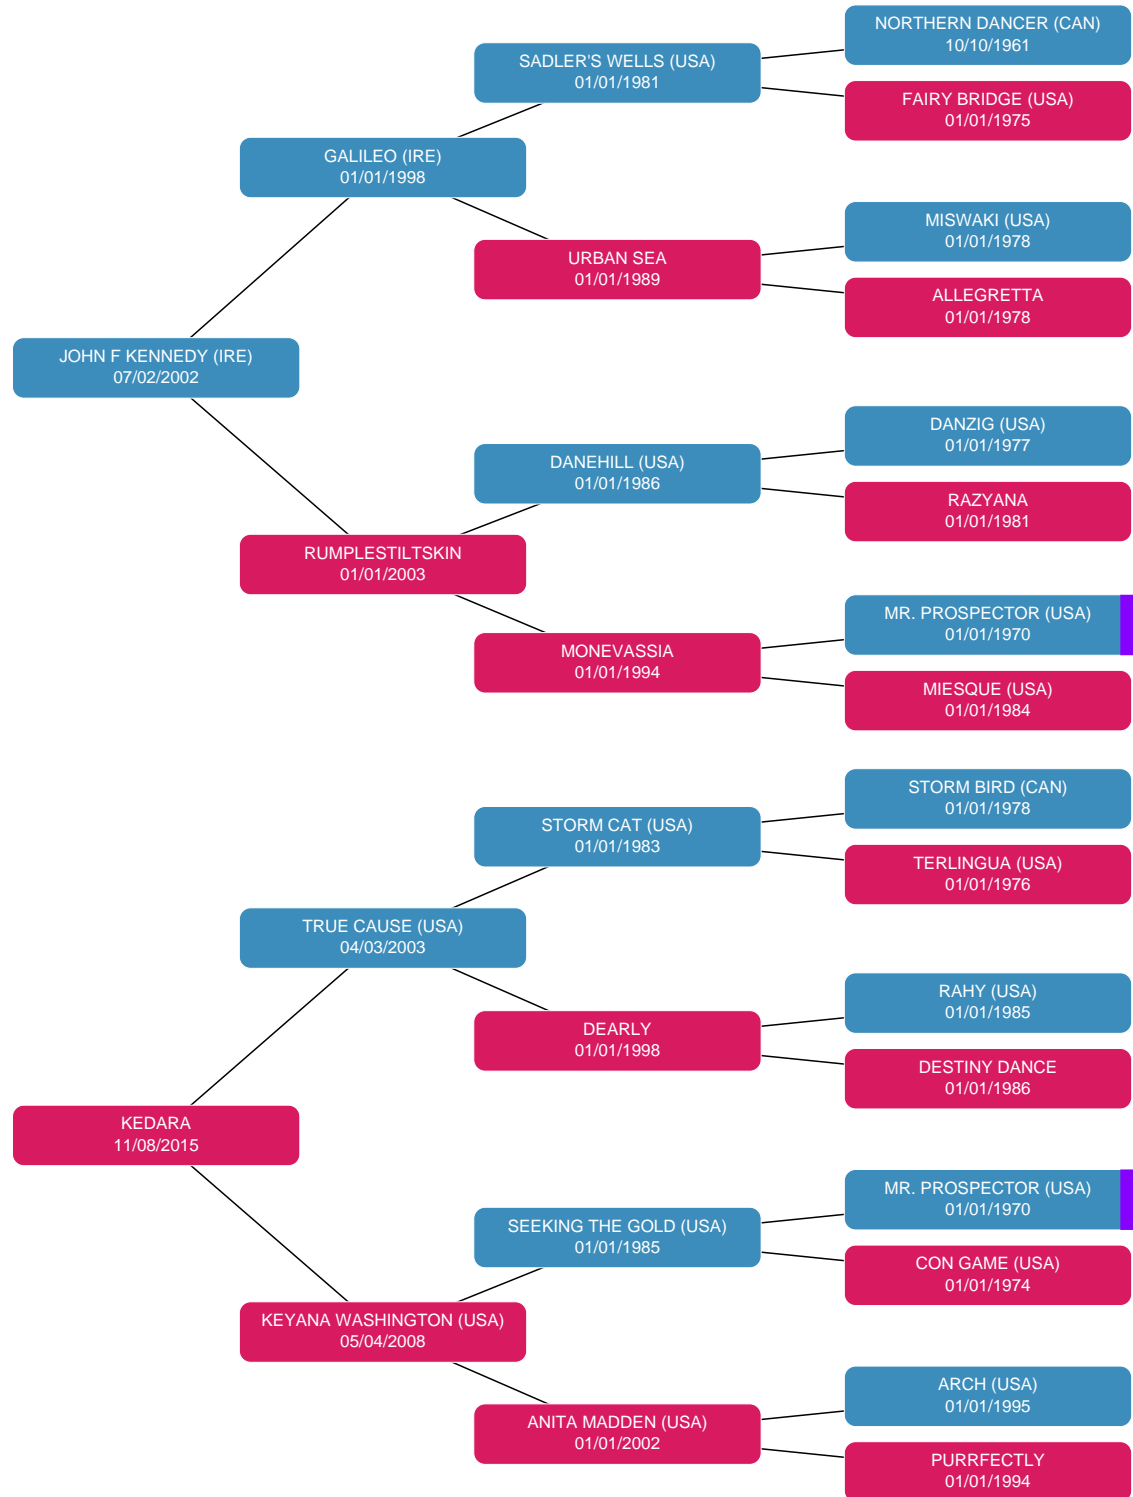 NORTHERN DANCER (CAN)
10/10/1961
SADLER'S WELLS (USA)
01/01/1981
FAIRY BRIDGE (USA)
01/01/1975
GALILEO (IRE)
01/01/1998
MISWAKI (USA)
01/01/1978
URBAN SEA
01/01/1989
ALLEGRETTA
01/01/1978
JOHN F KENNEDY (IRE)
07/02/2002
DANZIG (USA)
01/01/1977
DANEHILL (USA)
01/01/1986
RAZYANA
01/01/1981
RUMPLESTILTSKIN
01/01/2003
MR. PROSPECTOR (USA)
01/01/1970
MONEVASSIA
01/01/1994
MIESQUE (USA)
01/01/1984
STORM BIRD (CAN)
01/01/1978
STORM CAT (USA)
01/01/1983
TERLINGUA (USA)
01/01/1976
TRUE CAUSE (USA)
04/03/2003
RAHY (USA)
01/01/1985
DEARLY
01/01/1998
DESTINY DANCE
01/01/1986
KEDARA
11/08/2015
MR. PROSPECTOR (USA)
01/01/1970
SEEKING THE GOLD (USA)
01/01/1985
CON GAME (USA)
01/01/1974
KEYANA WASHINGTON (USA)
05/04/2008
ARCH (USA)
01/01/1995
ANITA MADDEN (USA)
01/01/2002
PURRFECTLY
01/01/1994